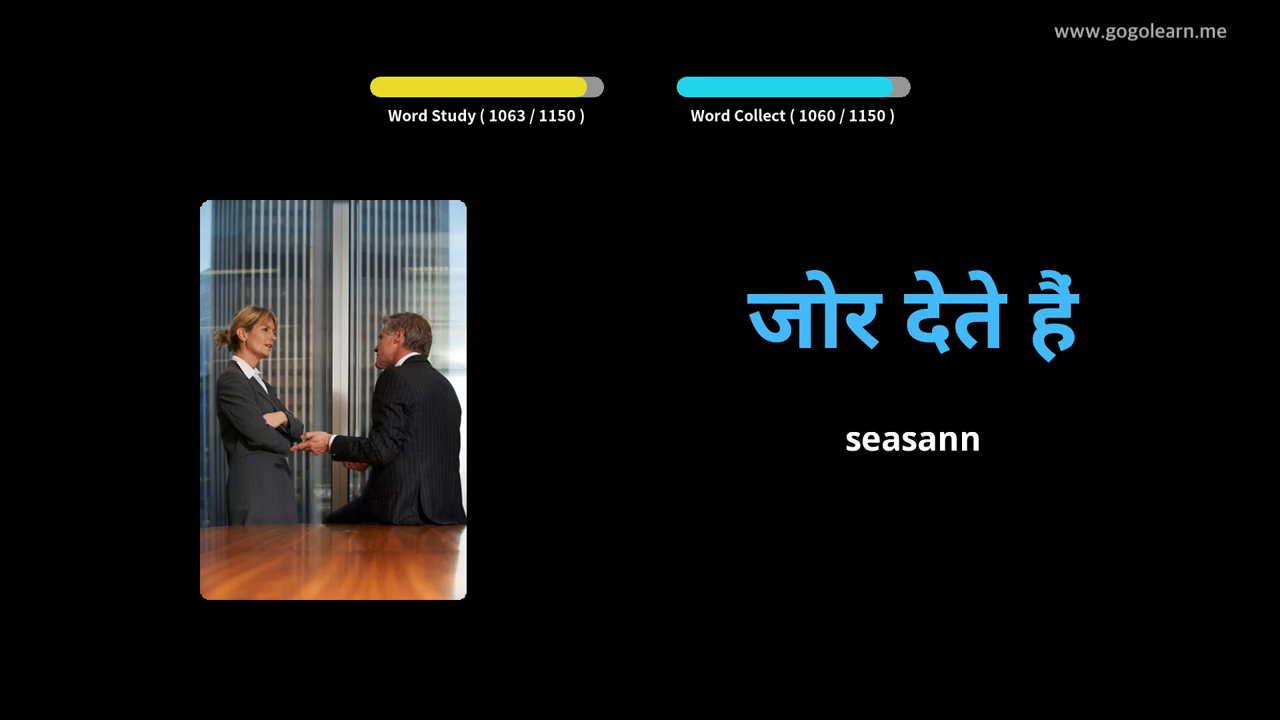 www.gogolearn.me
Word Study ( 1063 / 1150 )
Word Collect ( 1060 / 1150 )
जोर देते हैं
seasann